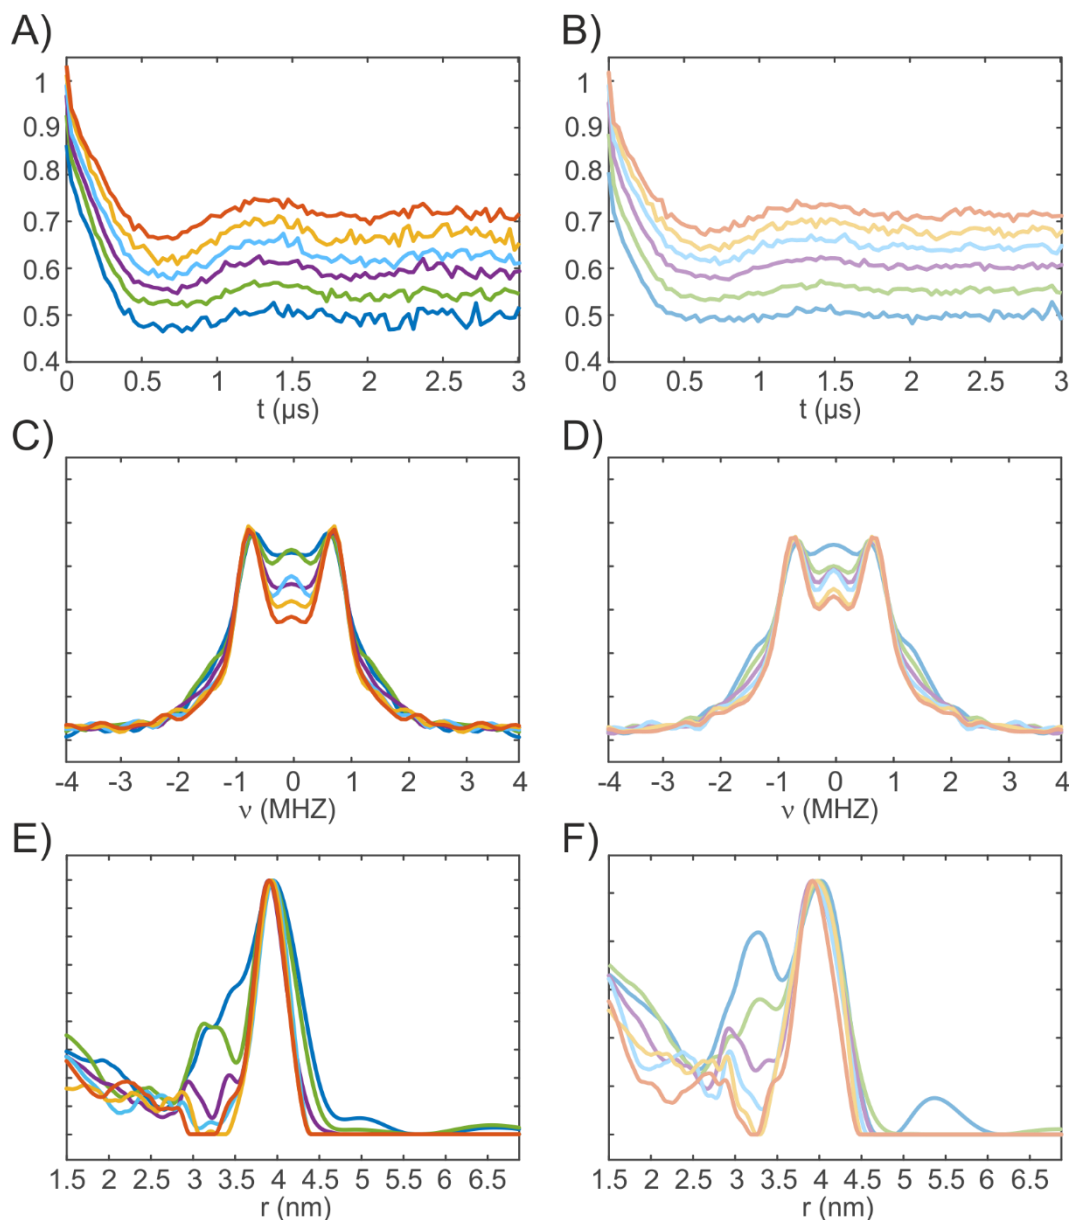 A) B)
1 1
0.9 0.9
0.8 0.8
0.7 0.7
0.6 0.6
0.5 0.5
0.4 0.4
0 0.5 1 1.5 2 2.5 3 0 0.5 1 1.5 2 2.5 3
t (µs) t (µs)
C) D)
-4 -3 -2 -1 0 1 2 3 4 -4 -3 -2 -1 0 1 2 3 4
ν (MHZ) ν (MHZ)
E) F)
1.5 2 2.5 3 3.5 4 4.5 5 5.5 6 6.5 1.5 2 2.5 3 3.5 4 4.5 5 5.5 6 6.5
r (nm) r (nm)